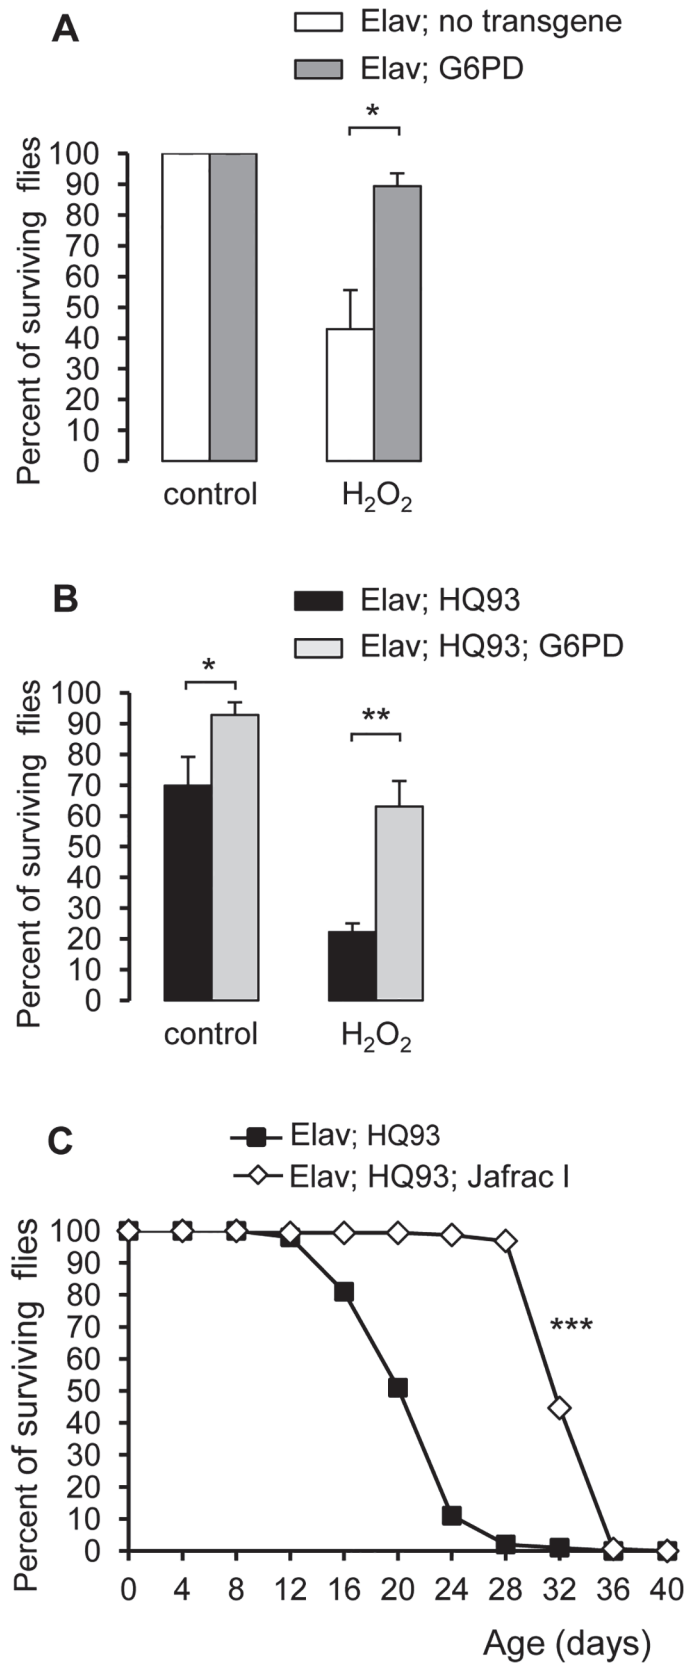 A
Elav; no transgene
Elav; G6PD
*
Percent of surviving flies
100
90
80
70
60
50
40
30
20
10
0
control
H₂O₂
B
Elav; HQ93
Elav; HQ93; G6PD
*
**
Percent of surviving flies
100
90
80
70
60
50
40
30
20
10
0
control
H₂O₂
C
Elav; HQ93
Elav; HQ93; Jafrac I
Percent of surviving flies
100
90
80
70
60
50
40
30
20
10
0
***
0 4 8 12 16 20 24 28 32 36 40
Age (days)